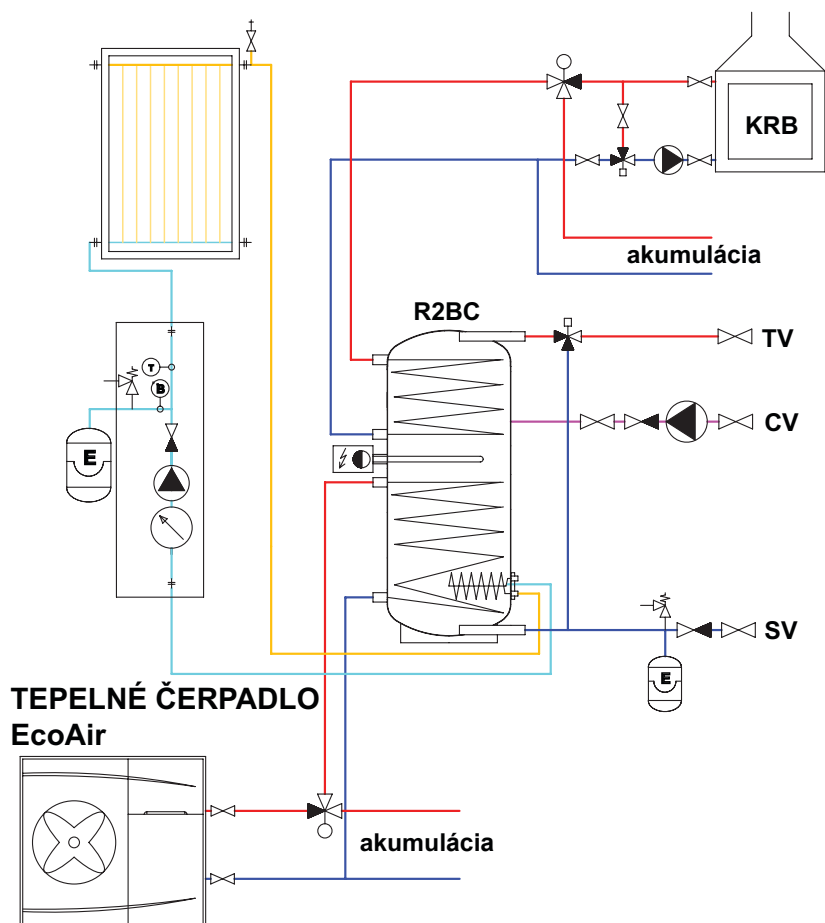 KRB
akumulácia
R2BC
TV
T
B
CV
E
SV
E
TEPELNÉ ČERPADLO
EcoAir
akumulácia